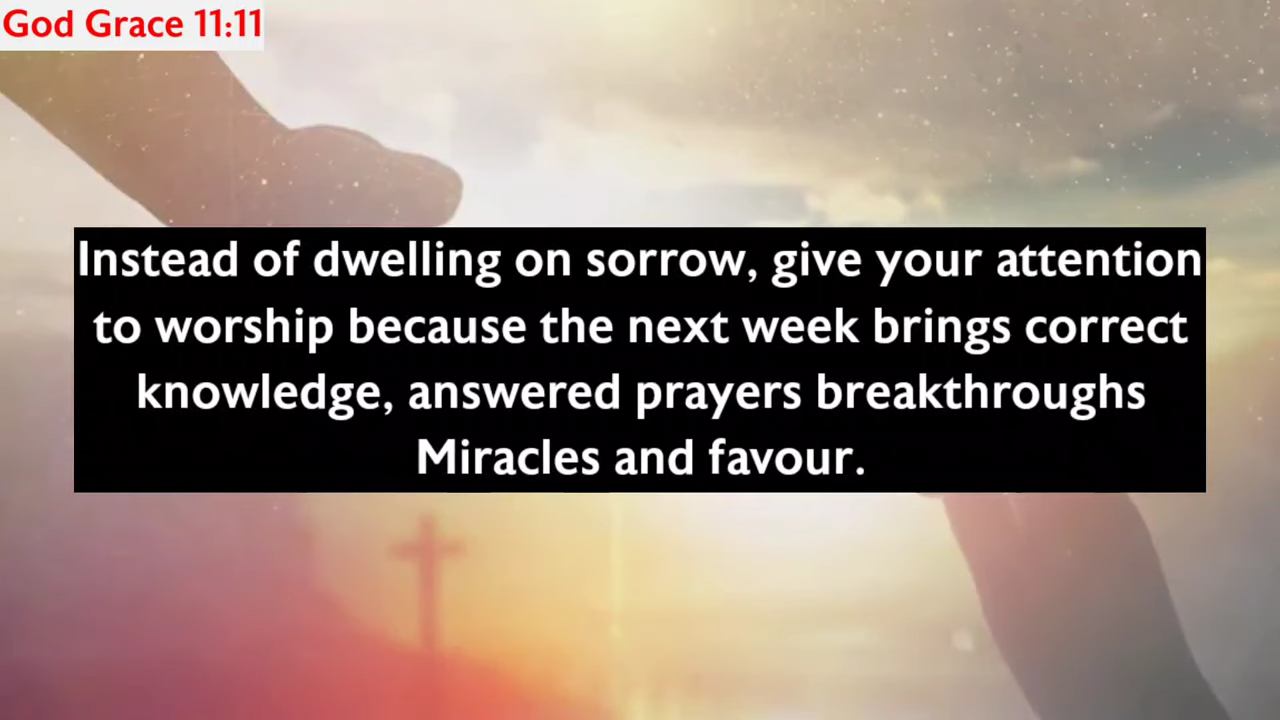 God Grace 11:11
Instead of dwelling on sorrow, give your attention
to worship because the next week brings correct
knowledge, answered prayers breakthroughs
Miracles and favour.